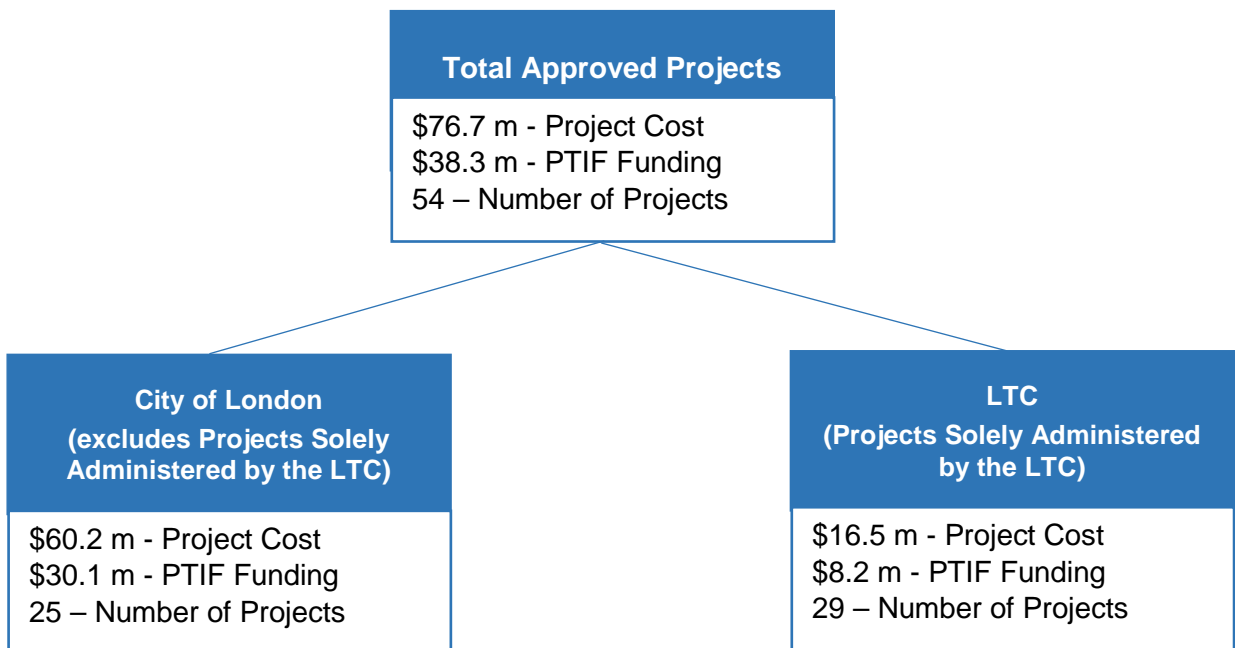 Total Approved Projects
$76.7 m - Project Cost
$38.3 m - PTIF Funding
54 – Number of Projects
City of London
(excludes Projects Solely
Administered by the LTC)
$60.2 m - Project Cost
$30.1 m - PTIF Funding
25 – Number of Projects
LTC
(Projects Solely Administered
by the LTC)
$16.5 m - Project Cost
$8.2 m - PTIF Funding
29 – Number of Projects